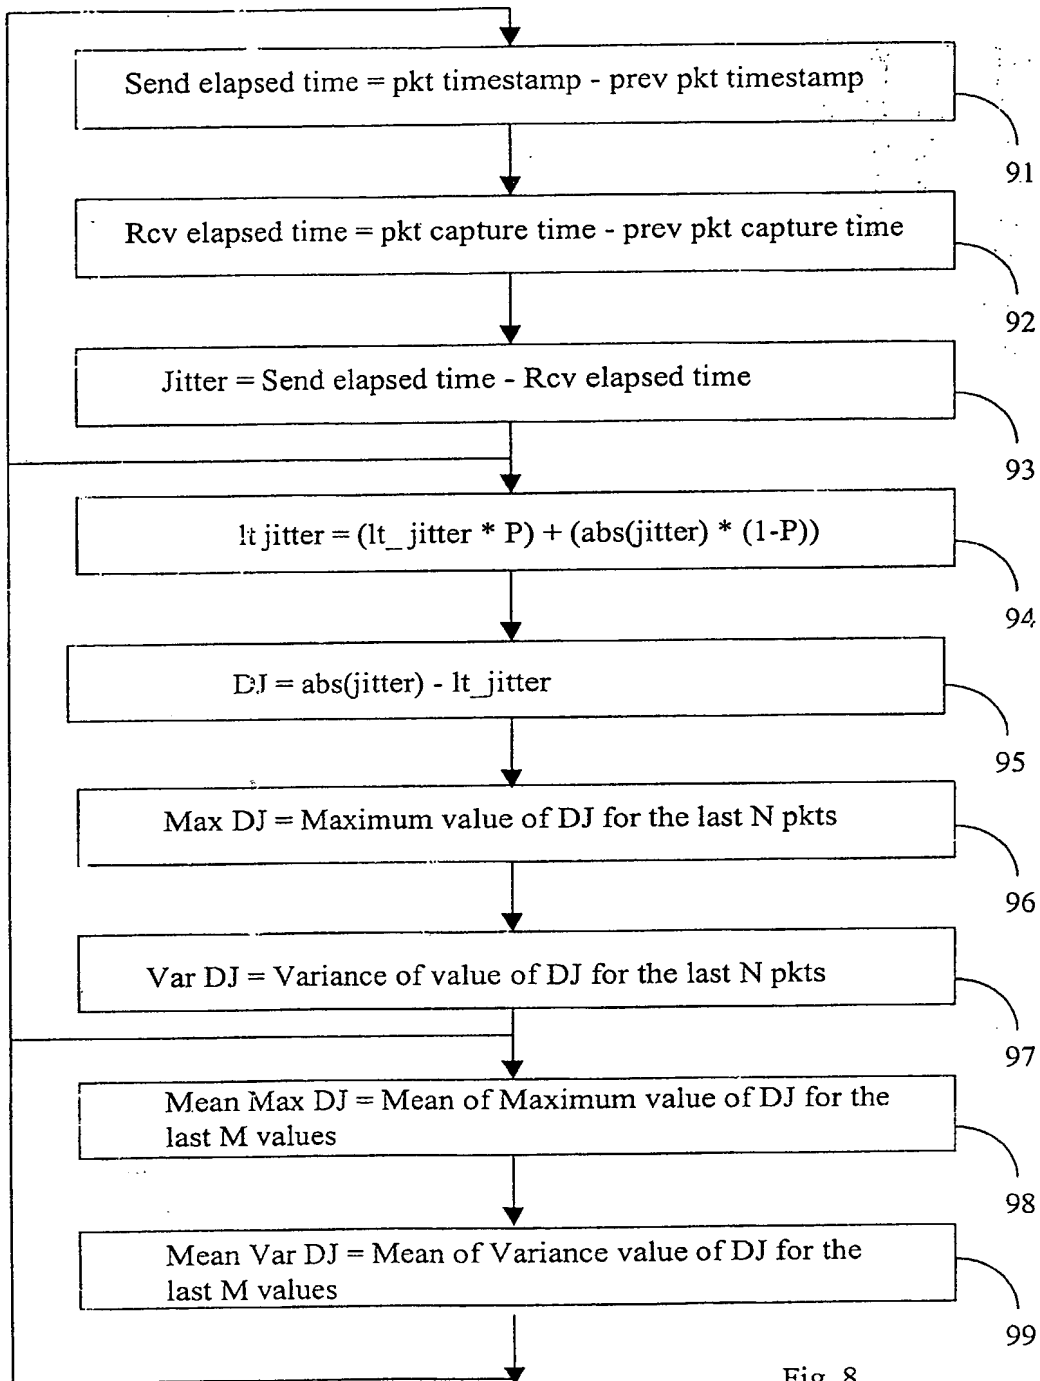 Send elapsed time = pkt timestamp - prev pkt timestamp
91
Rcv elapsed time = pkt capture time - prev pkt capture time
92
Jitter = Send elapsed time - Rcv elapsed time
93
lt jitter = (lt_jitter * P) + (abs(jitter) * (1-P))
94
DJ = abs(jitter) - lt_jitter
95
Max DJ = Maximum value of DJ for the last N pkts
96
Var DJ = Variance of value of DJ for the last N pkts
97
Mean Max DJ = Mean of Maximum value of DJ for the
last M values
98
Mean Var DJ = Mean of Variance value of DJ for the
last M values
99
Fig. 8